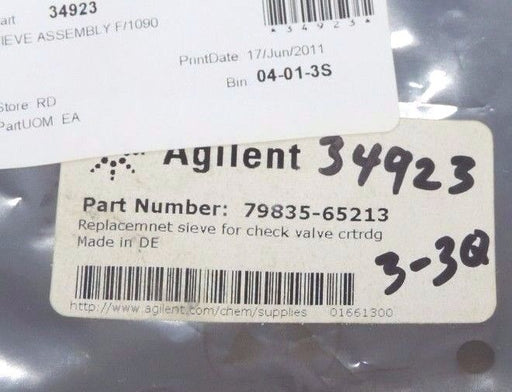 art 34923
*34923*
IEVE ASSEMBLY F/1090
PrintDate: 17/Jun/2011
Bin: 04-01-3S
Store: RD
PartUOM: EA
Agilent 34923
Part Number: 79835-65213
Replacemnet sieve for check valve crtrdg
Made in DE
3-3Q
http://www.agilent.com/chem/supplies 01661300